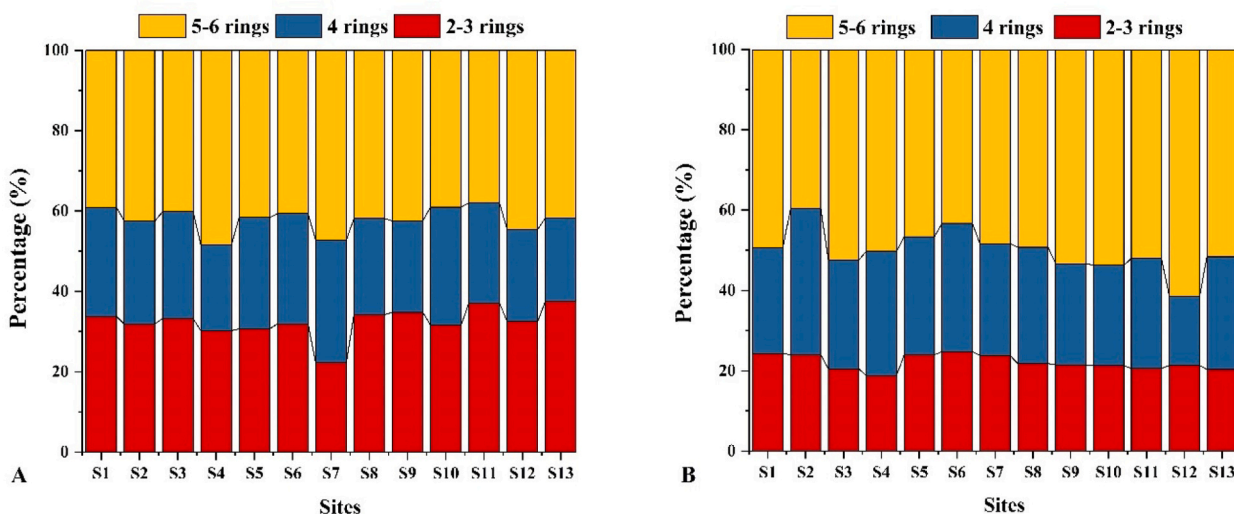 5-6 rings 4 rings 2-3 rings
100
80
60
40
20
0
Percentage (%)
S1 S2 S3 S4 S5 S6 S7 S8 S9 S10 S11 S12 S13
A
Sites
5-6 rings 4 rings 2-3 rings
100
80
60
40
20
0
Percentage (%)
S1 S2 S3 S4 S5 S6 S7 S8 S9 S10 S11 S12 S13
B
Sites